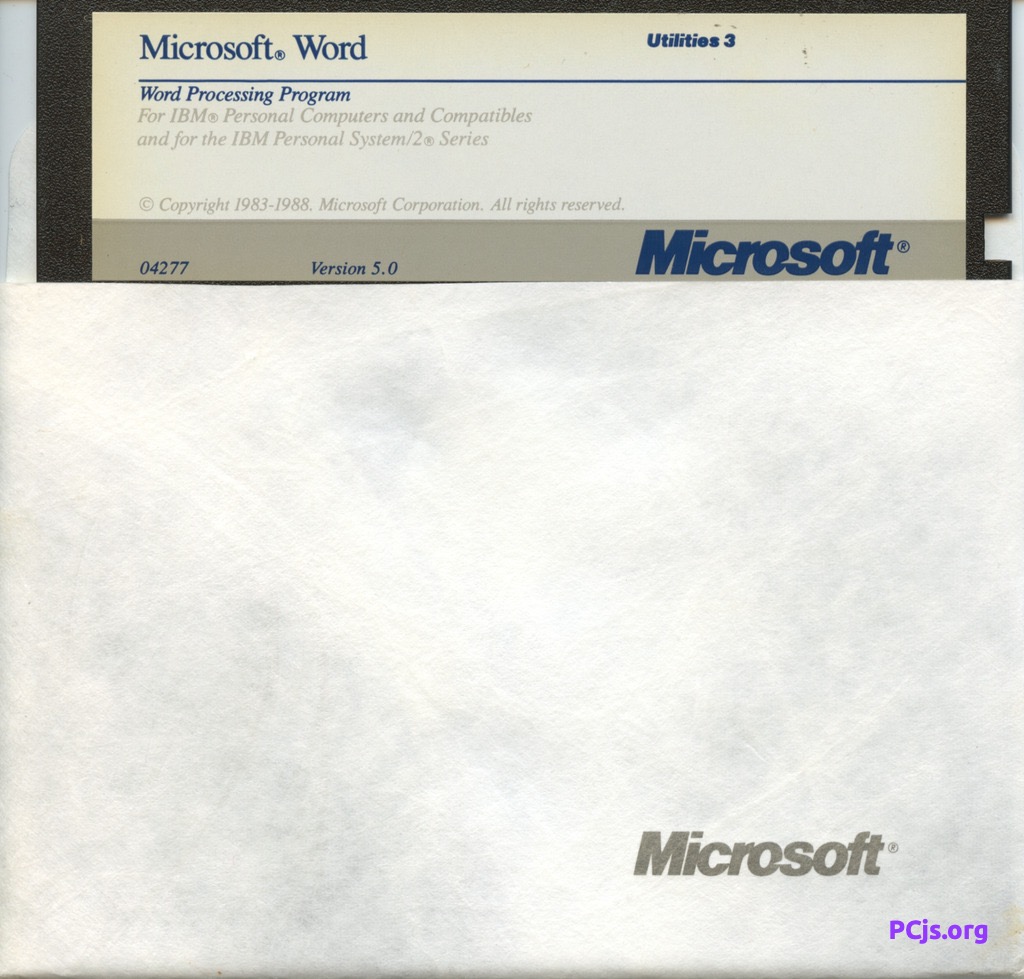 Microsoft® Word
Utilities 3
Word Processing Program
For IBM® Personal Computers and Compatibles
and for the IBM Personal System/2® Series
© Copyright 1983-1988. Microsoft Corporation. All rights reserved.
Microsoft®
04277 Version 5.0
Microsoft®
PCjs.org